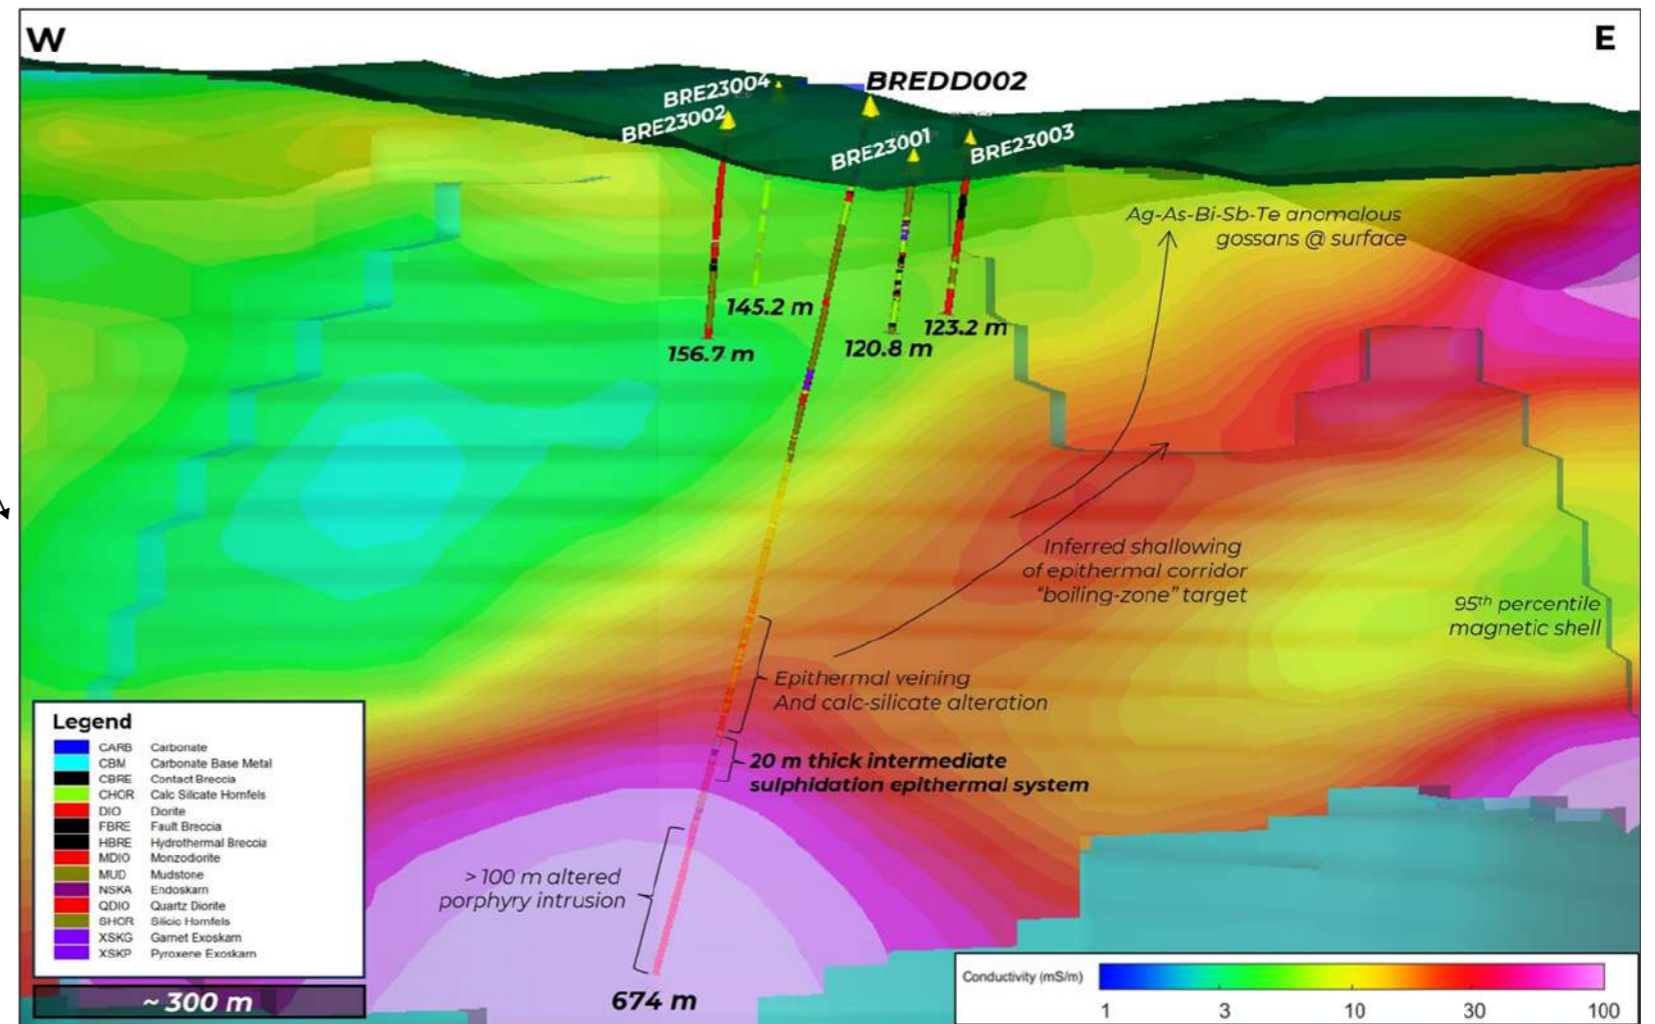 W
E
BREDD002
BRE23004
BRE23002
BRE23001
BRE23003
Ag-As-Bi-Sb-Te anomalous
gossans @ surface
145.2 m
156.7 m
120.8 m
123.2 m
Inferred shallowing
of epithermal corridor
"boiling-zone" target
95th percentile
magnetic shell
Epithermal veining
And calc-silicate alteration
20 m thick intermediate
sulphidation epithermal system
> 100 m altered
porphyry intrusion
674 m
Legend
CARB Carbonate
CBM Carbonate Base Metal
CBRE Contact Breccia
CHOR Calc Silicate Hornfels
DIO Diorite
FBRE Fault Breccia
HBRE Hydrothermal Breccia
MDIO Monzodiorite
MUD Mudstone
NSKA Endoskarn
QDIO Quartz Diorite
SHOR Silicic Hornfels
XSKG Garnet Exoskarn
XSKP Pyroxene Exoskarn
~ 300 m
Conductivity (mS/m)
1 3 10 30 100